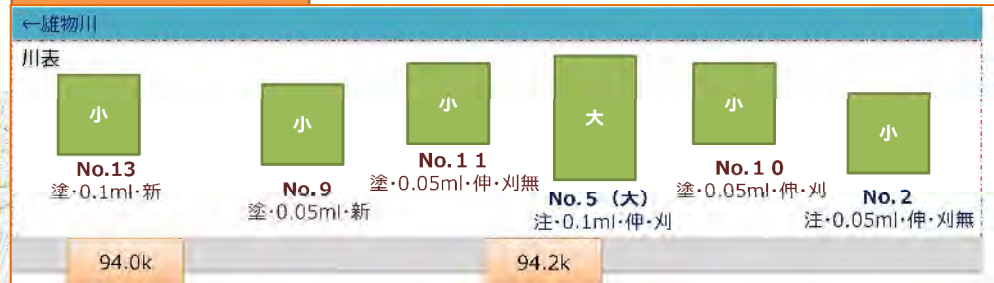 ←雄物川
川表
小
No.13
塗・0.1ml・新
小
No.9
塗・0.05ml・新
小
No.11
塗・0.05ml・伸・刈無
大
No.5（大）
注・0.1ml・伸・刈
小
No.10
塗・0.05ml・伸・刈
小
No.2
注・0.05ml・伸・刈無
94.0k
94.2k